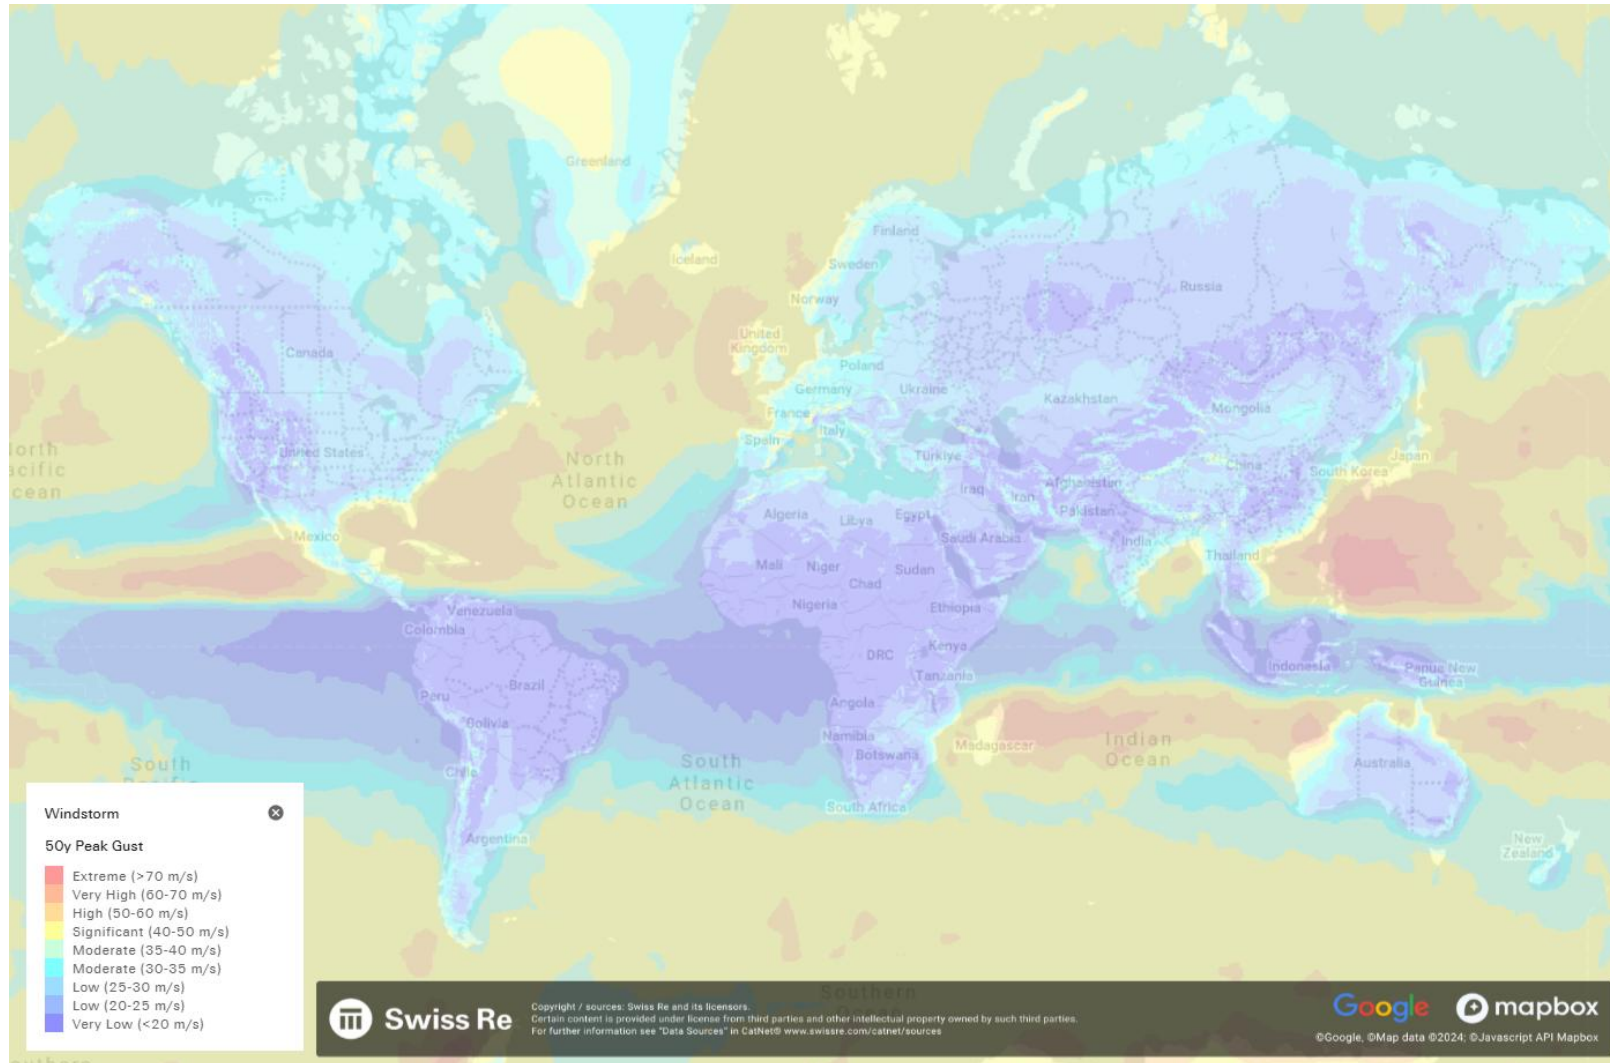 Greenland
Iceland
Finland
Sweden
Norway
Russia
United
Kingdom
Canada
Poland
Germany
Ukraine
Kazakhstan
France
Mongolia
Italy
Spain
United States
North
Atlantic
Ocean
Türkiye
China
South Korea
Japan
Iraq
Iran
Afghanistan
Pakistan
Algeria
Libya
Egypt
Saudi Arabia
Mexico
India
Thailand
Mali
Niger
Chad
Sudan
Nigeria
Ethiopia
Venezuela
Colombia
DRC
Kenya
Indonesia
Papua New
Guinea
Tanzania
Brazil
Peru
Angola
Bolivia
Namibia
Botswana
Madagascar
Indian
Ocean
South
South
Atlantic
Ocean
Australia
Chile
South Africa
Argentina
New
Zealand
Southern
Windstorm
50y Peak Gust
Extreme (>70 m/s)
Very High (60-70 m/s)
High (50-60 m/s)
Significant (40-50 m/s)
Moderate (35-40 m/s)
Moderate (30-35 m/s)
Low (25-30 m/s)
Low (20-25 m/s)
Very Low (<20 m/s)
Swiss Re
Copyright / sources: Swiss Re and its licensors.
Certain content is provided under license from third parties and other intellectual property owned by such third parties.
For further information see "Data Sources" in CatNet® www.swissre.com/catnet/sources
Google
mapbox
©Google, ©Map data ©2024; ©Javascript API Mapbox